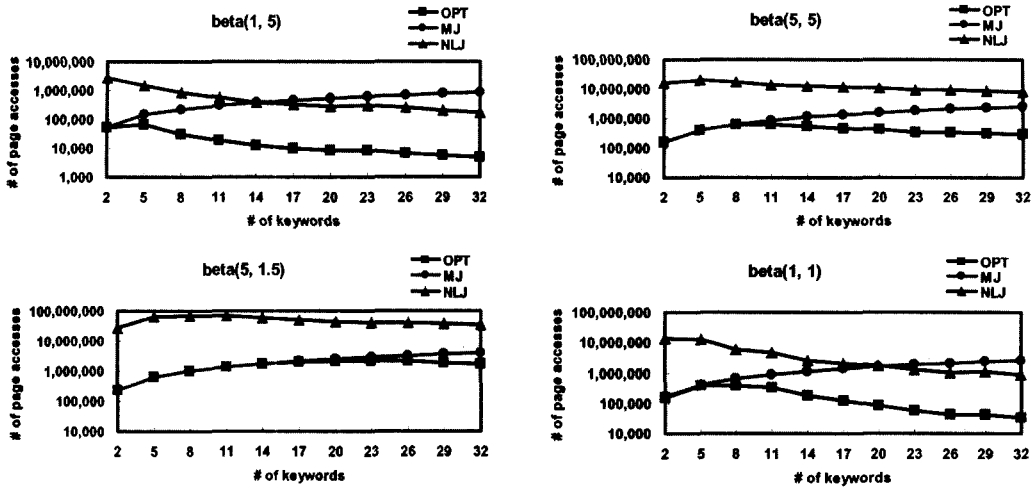 beta(1, 5)
OPT
MJ
NLJ
# of page accesses
10,000,000
1,000,000
100,000
10,000
1,000
2 5 8 11 14 17 20 23 26 29 32
# of keywords
beta(5, 5)
OPT
MJ
NLJ
# of page accesses
100,000,000
10,000,000
1,000,000
100,000
10,000
2 5 8 11 14 17 20 23 26 29 32
# of keywords
beta(5, 1.5)
OPT
MJ
NLJ
# of page accesses
100,000,000
10,000,000
1,000,000
100,000
10,000
2 5 8 11 14 17 20 23 26 29 32
# of keywords
beta(1, 1)
OPT
MJ
NLJ
# of page accesses
100,000,000
10,000,000
1,000,000
100,000
10,000
2 5 8 11 14 17 20 23 26 29 32
# of keywords